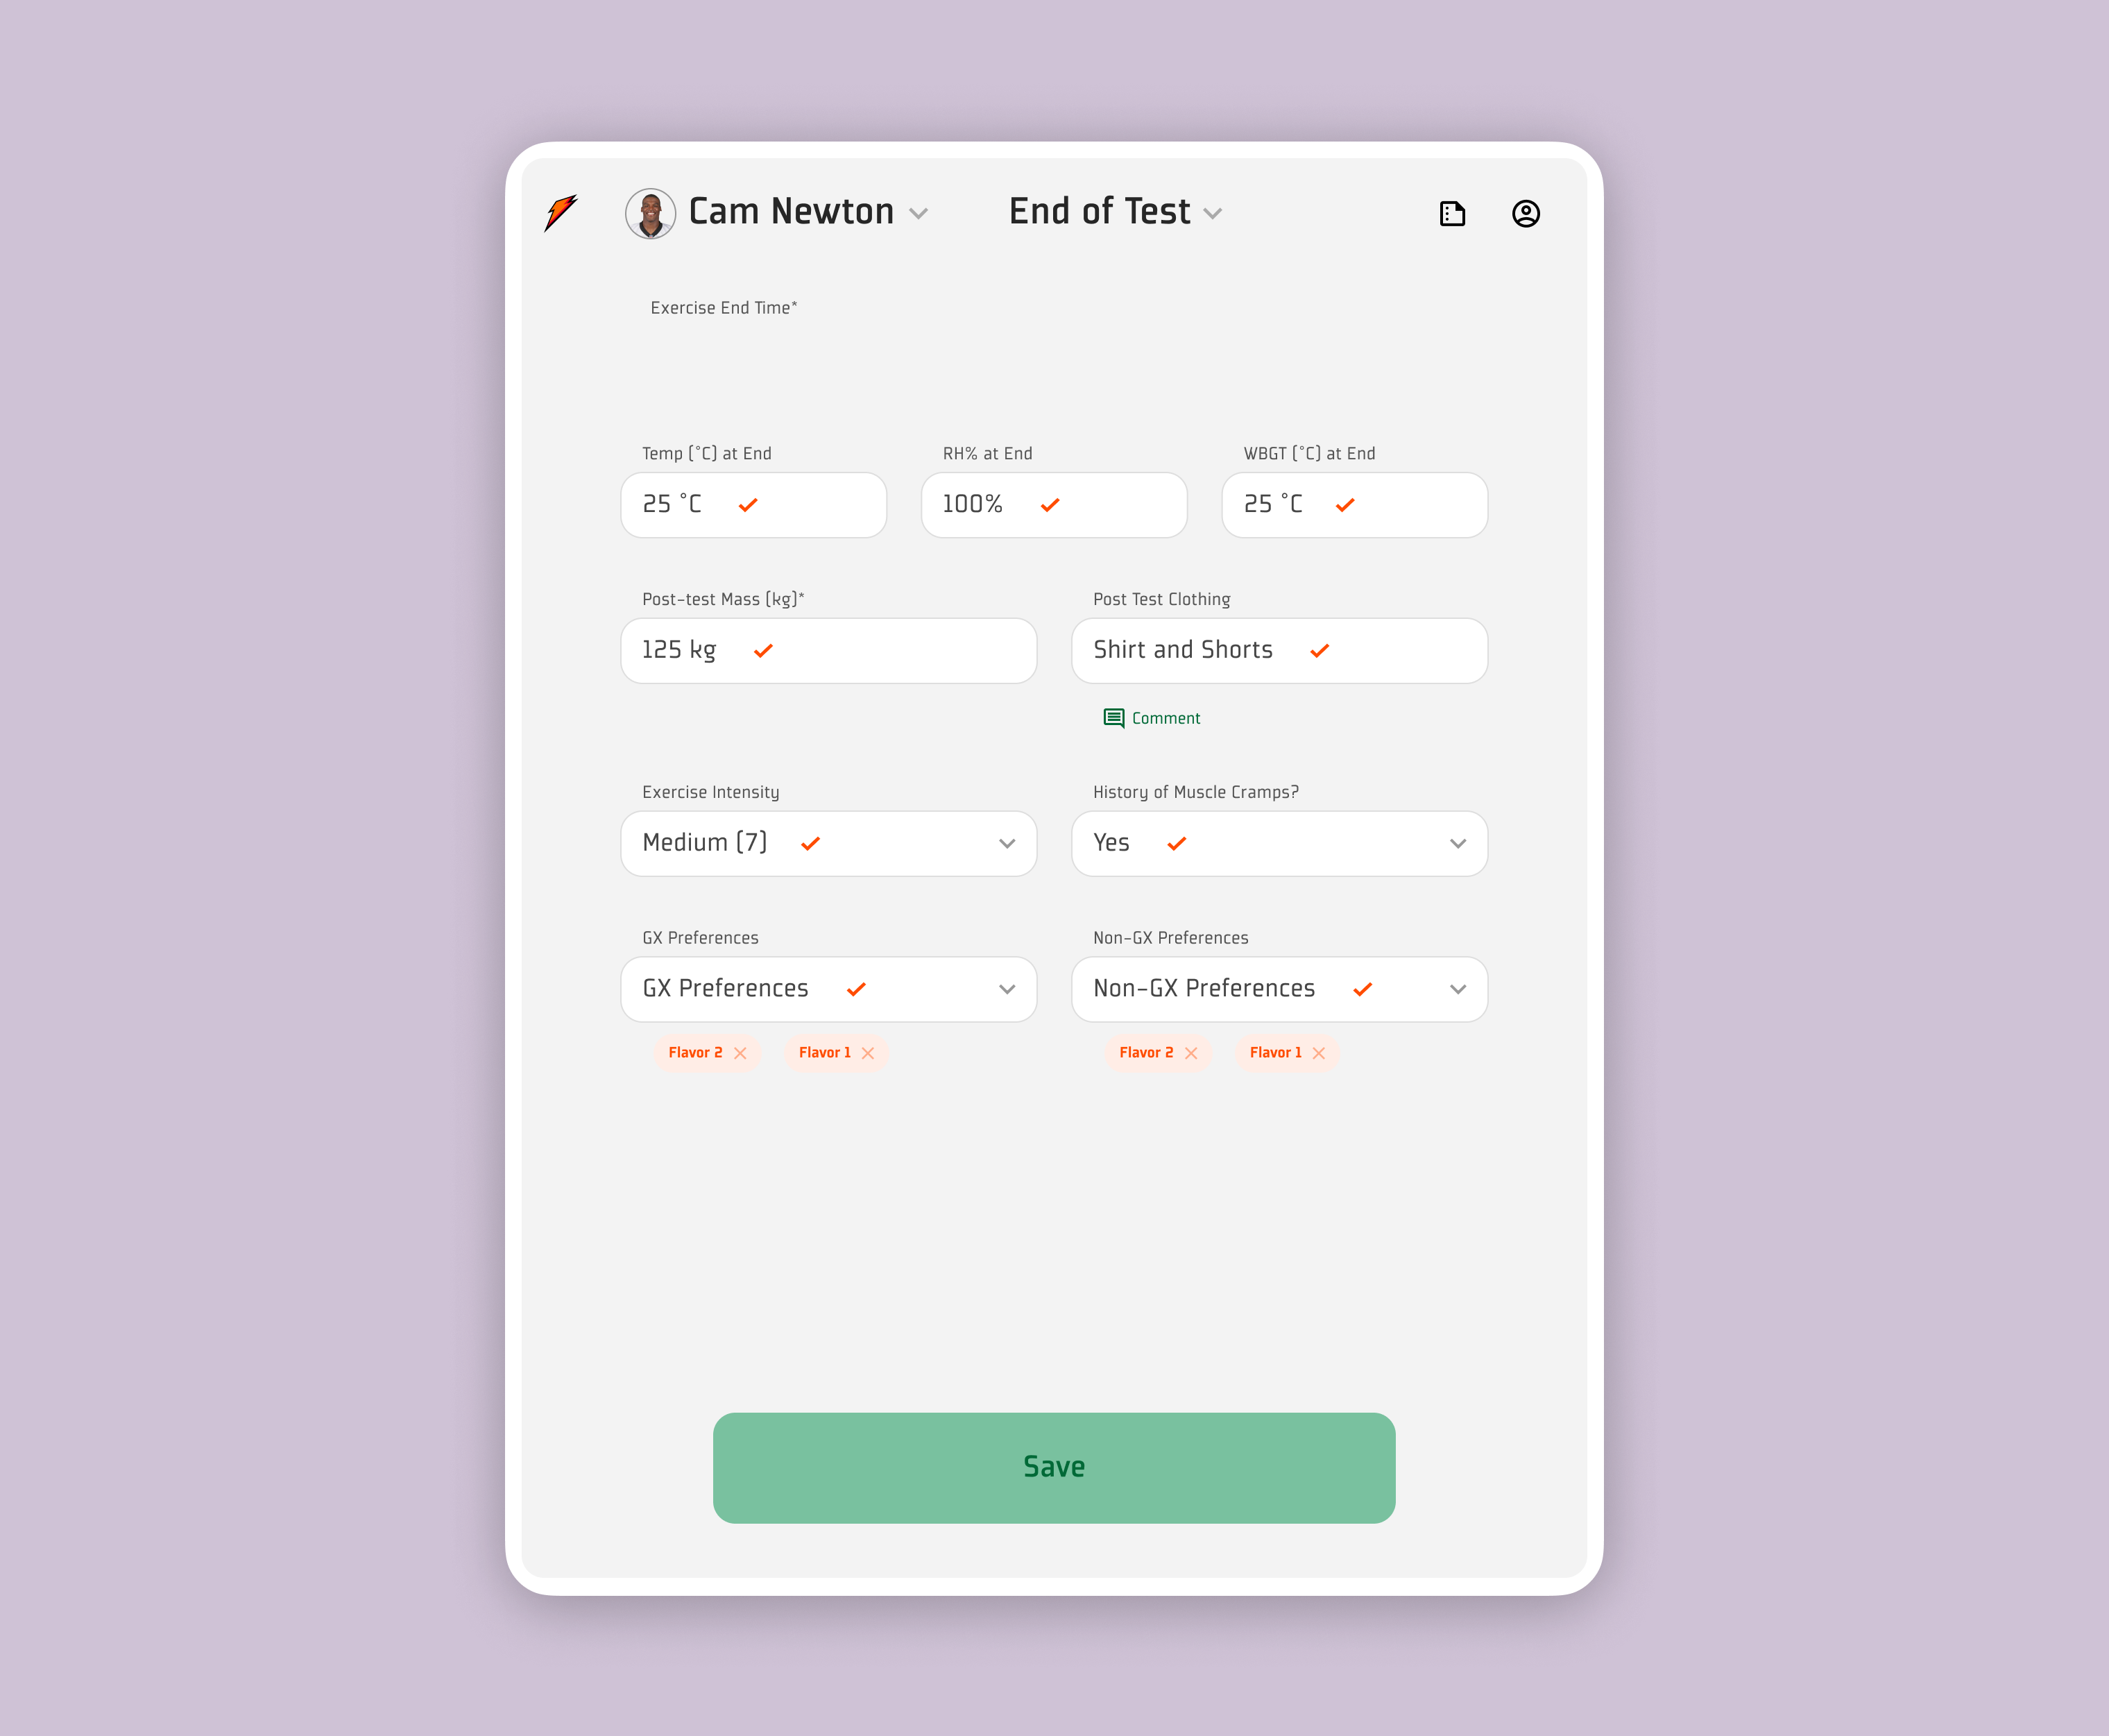 Cam Newton
End of Test
Exercise End Time*
Temp (°C) at End
RH% at End
WBGT (°C) at End
25 °C
100%
25 °C
Post-test Mass (kg)*
Post Test Clothing
125 kg
Shirt and Shorts
Comment
Exercise Intensity
History of Muscle Cramps?
Medium (7)
Yes
GX Preferences
Non-GX Preferences
GX Preferences
Non-GX Preferences
Flavor 2
Flavor 1
Flavor 2
Flavor 1
Save